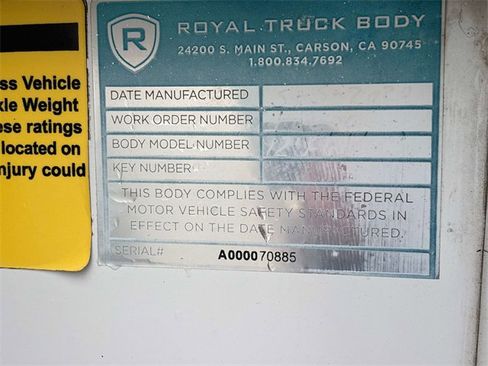 ss Vehicle
xle Weight
ese ratings
located on
njury could
R
ROYAL TRUCK BODY
24200 S. MAIN ST., CARSON, CA 90745
1.800.834.7692
DATE MANUFACTURED
WORK ORDER NUMBER
BODY MODEL NUMBER
KEY NUMBER
THIS BODY COMPLIES WITH THE FEDERAL
MOTOR VEHICLE SAFETY STANDARDS IN
EFFECT ON THE DATE MANUFACTURED.
SERIAL# A000070885